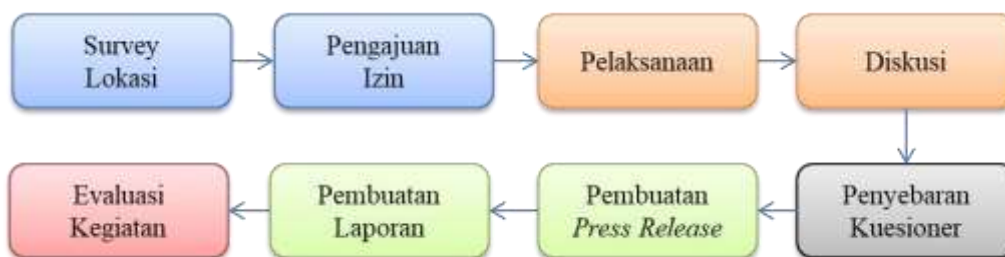 Survey
Lokasi
Pengajuan
Izin
Pelaksanaan
Diskusi
Penyebaran
Kuesioner
Pembuatan
Press Release
Pembuatan
Laporan
Evaluasi
Kegiatan